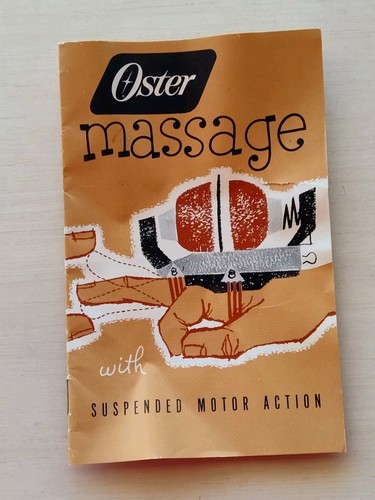 Oster
massage
with
SUSPENDED MOTOR ACTION